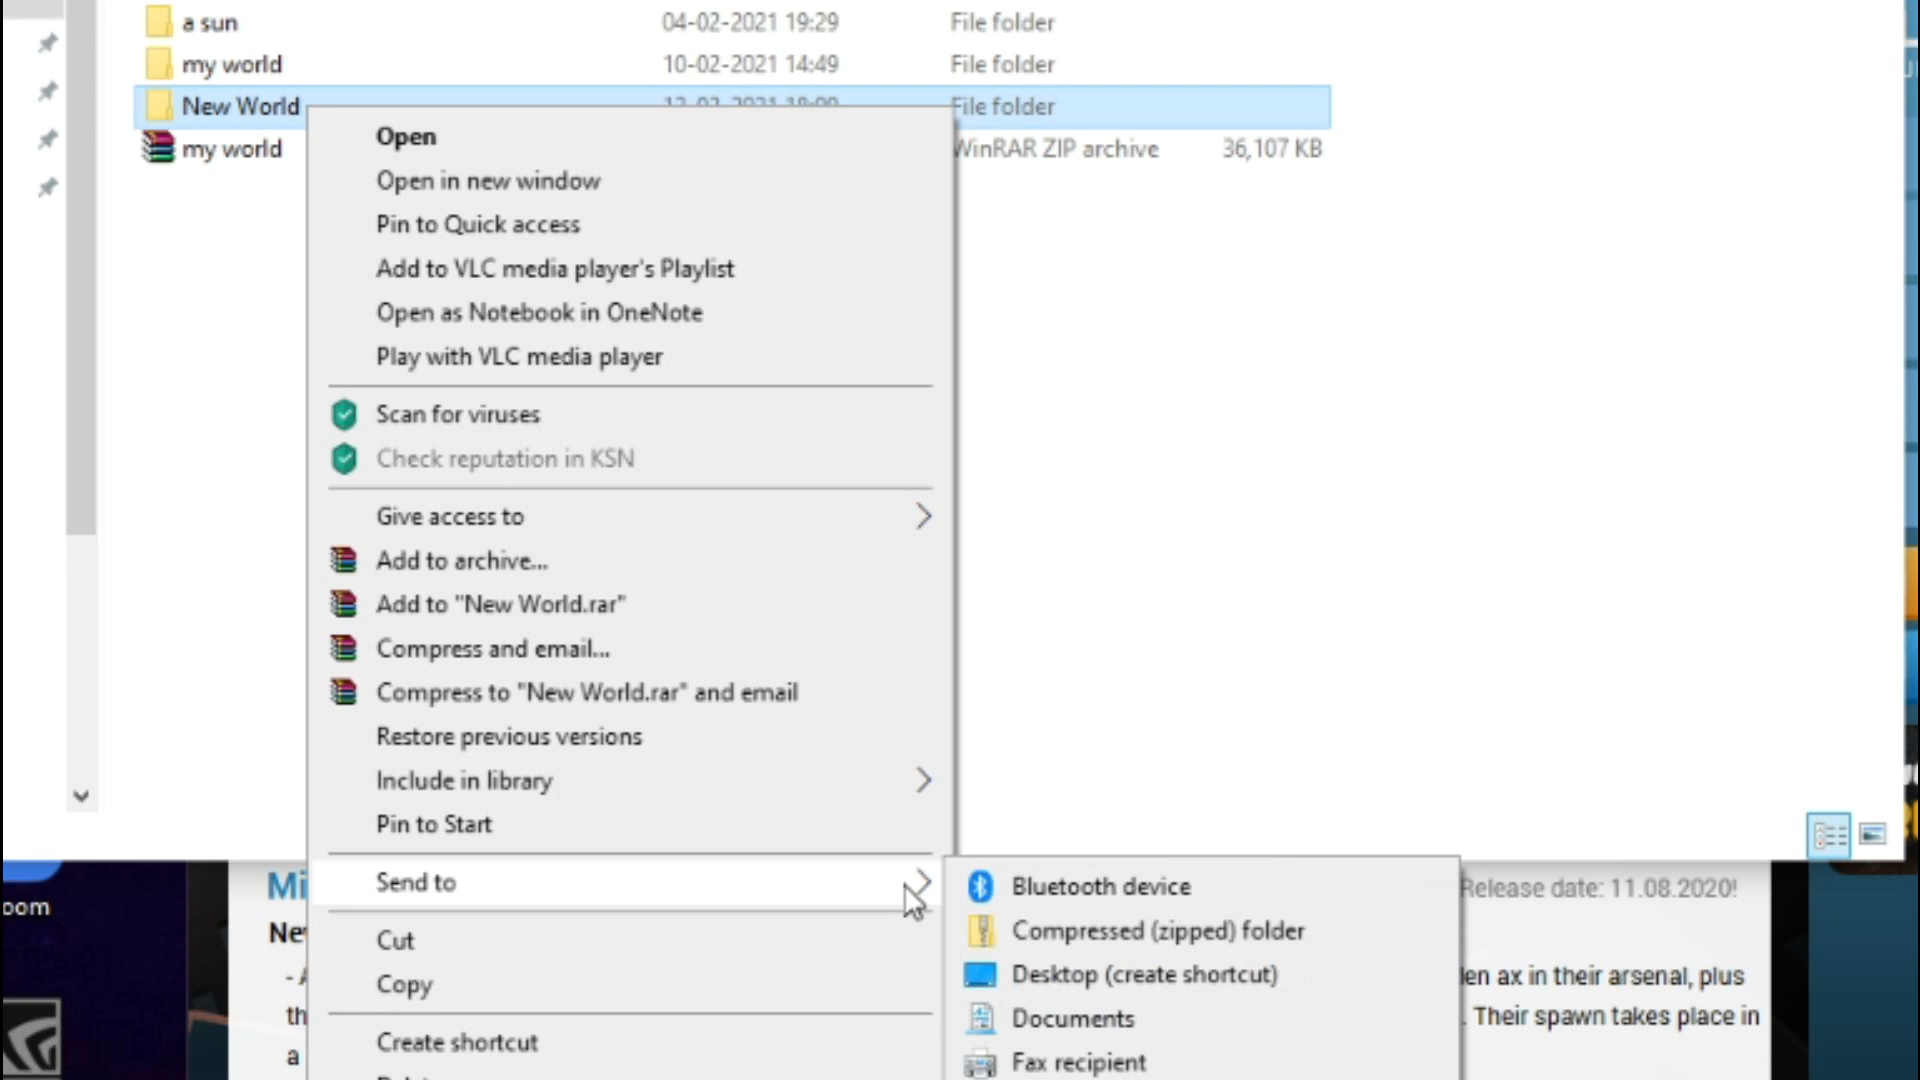 a sun 04-02-2021 19:29 File folder
my world 10-02-2021 14:49 File folder
New World File folder
my world WinRAR ZIP archive 36,107 KB
Open
Open in new window
Pin to Quick access
Add to VLC media player's Playlist
Open as Notebook in OneNote
Play with VLC media player
Scan for viruses
Check reputation in KSN
Give access to
Add to archive...
Add to "New World.rar"
Compress and email...
Compress to "New World.rar" and email
Restore previous versions
Include in library
Pin to Start
Send to
Cut
Copy
Create shortcut
Bluetooth device
Compressed (zipped) folder
Desktop (create shortcut)
Documents
Fax recipient
oom
Mi
Release date: 11.08.2020!
Ne
- A
len ax in their arsenal, plus
th
. Their spawn takes place in
a